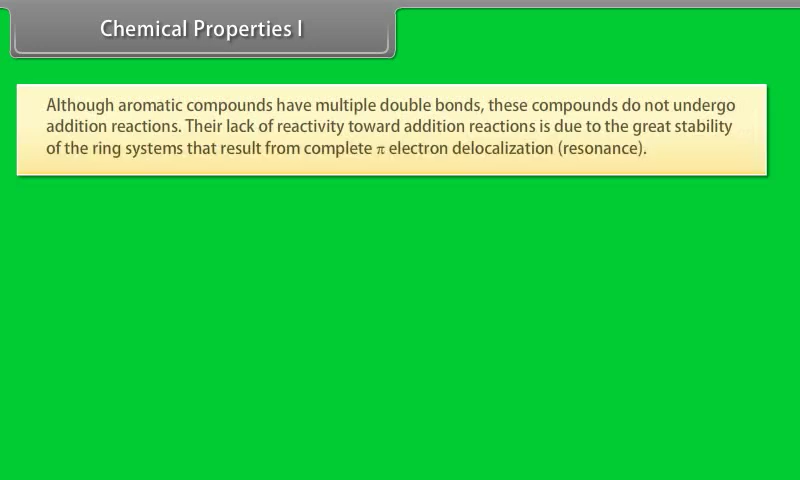 Chemical Properties I
Although aromatic compounds have multiple double bonds, these compounds do not undergo
addition reactions. Their lack of reactivity toward addition reactions is due to the great stability
of the ring systems that result from complete π electron delocalization (resonance).